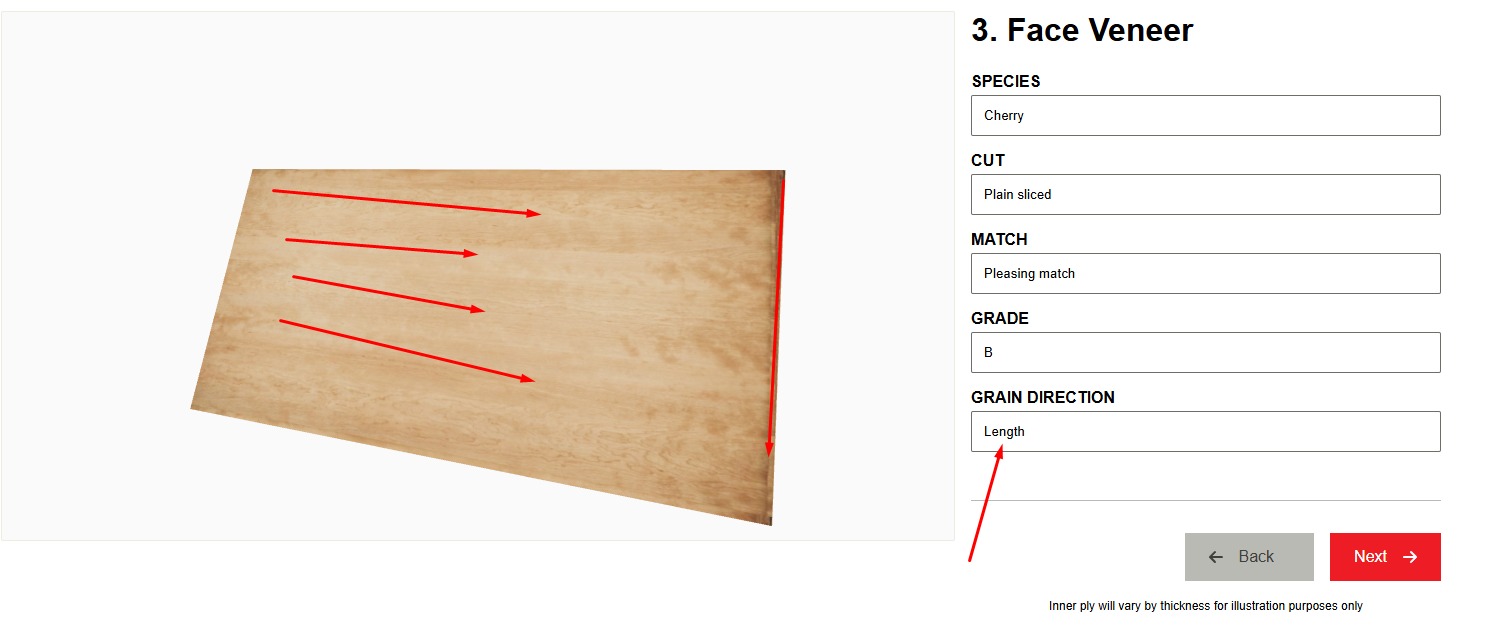 3. Face Veneer
SPECIES
Cherry
CUT
Plain sliced
MATCH
Pleasing match
GRADE
B
GRAIN DIRECTION
Length
Back
Next
Inner ply will vary by thickness for illustration purposes only